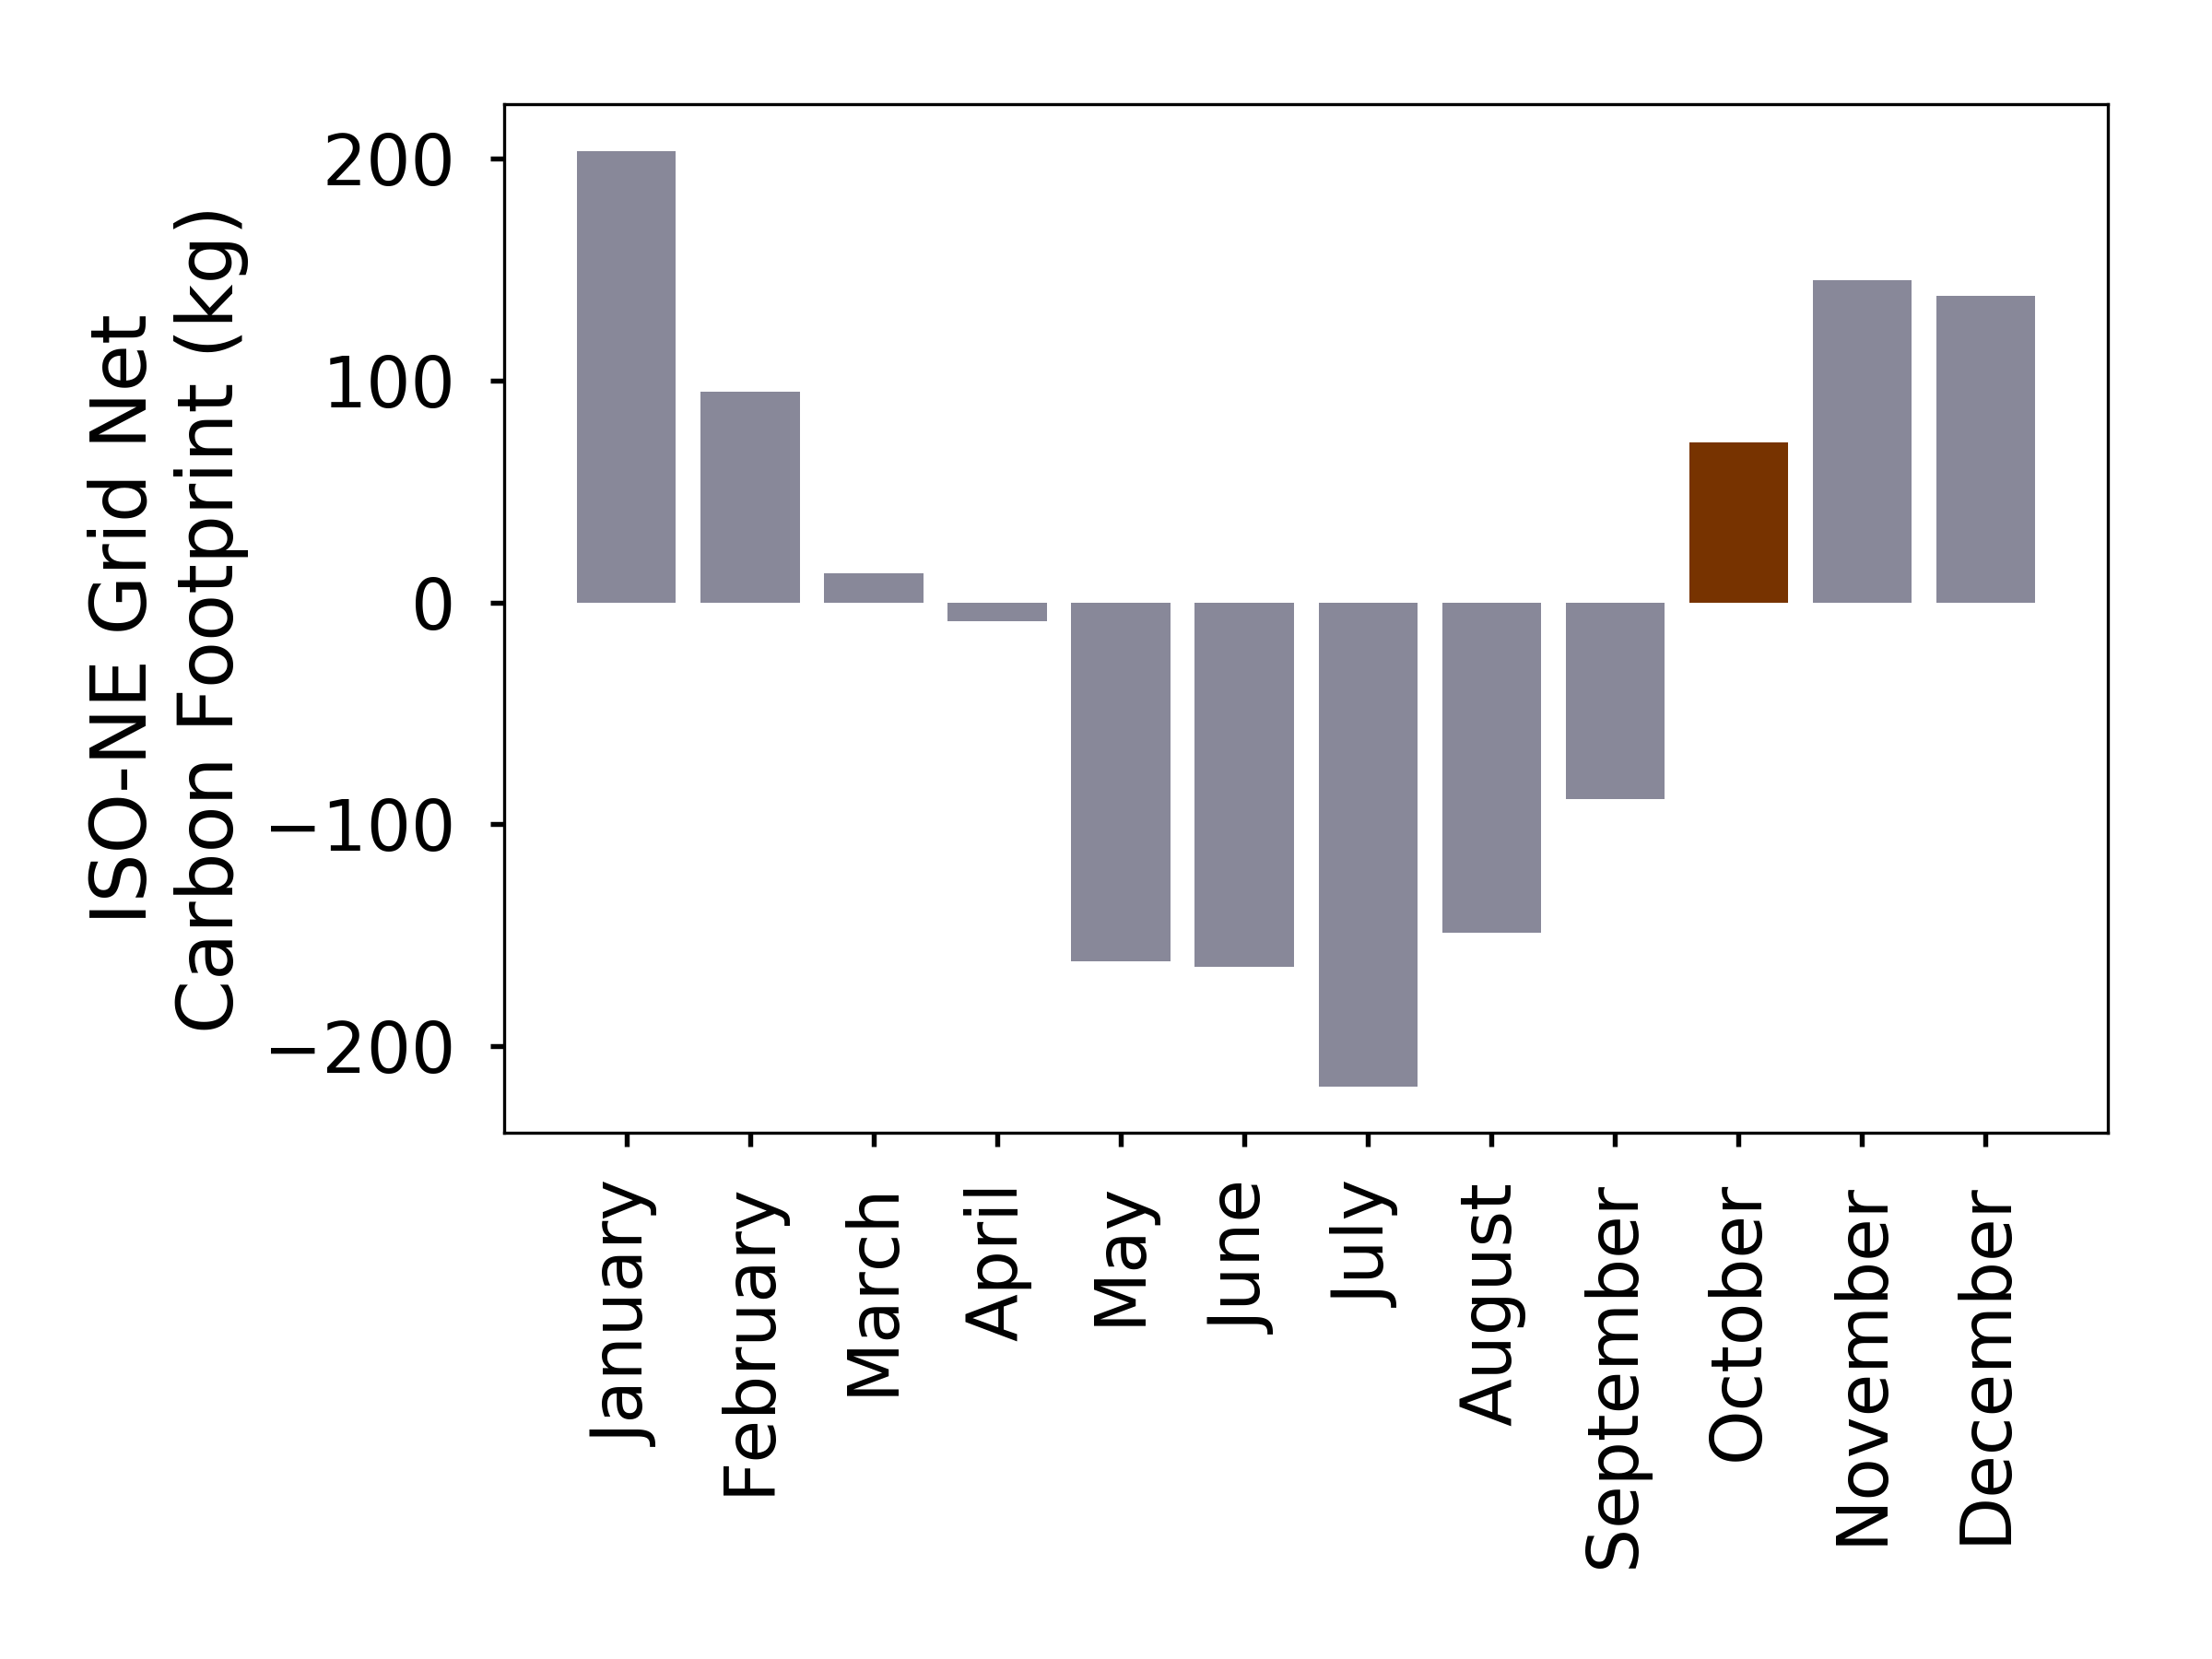 ISO-NE Grid Net
Carbon Footprint (kg)
200
100
0
−100
−200
January
February
March
April
May
June
July
August
September
October
November
December